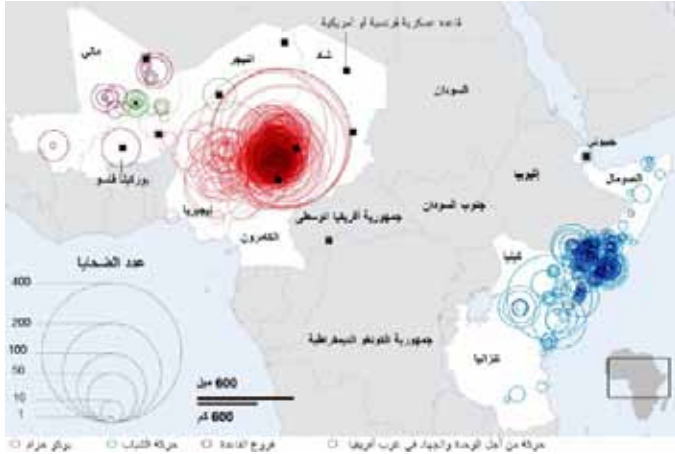 قاعدة عسكرية فرنسية أو أمريكية
مالي
النيجر
تشاد
السودان
جيبوتي
الصومال
إثيوبيا
جنوب السودان
بوركينا فاسو
نيجيريا
جمهورية أفريقيا الوسطى
الكامرون
كينيا
عدد الضحايا
400
200
100
50
10
1
جمهورية الكونغو الديمقراطية
تنزانيا
600 ميل
600 كم
بوكو حرام
حركة الشباب
فروع القاعدة
حركة من أجل الوحدة والجهاد في غرب أفريقيا